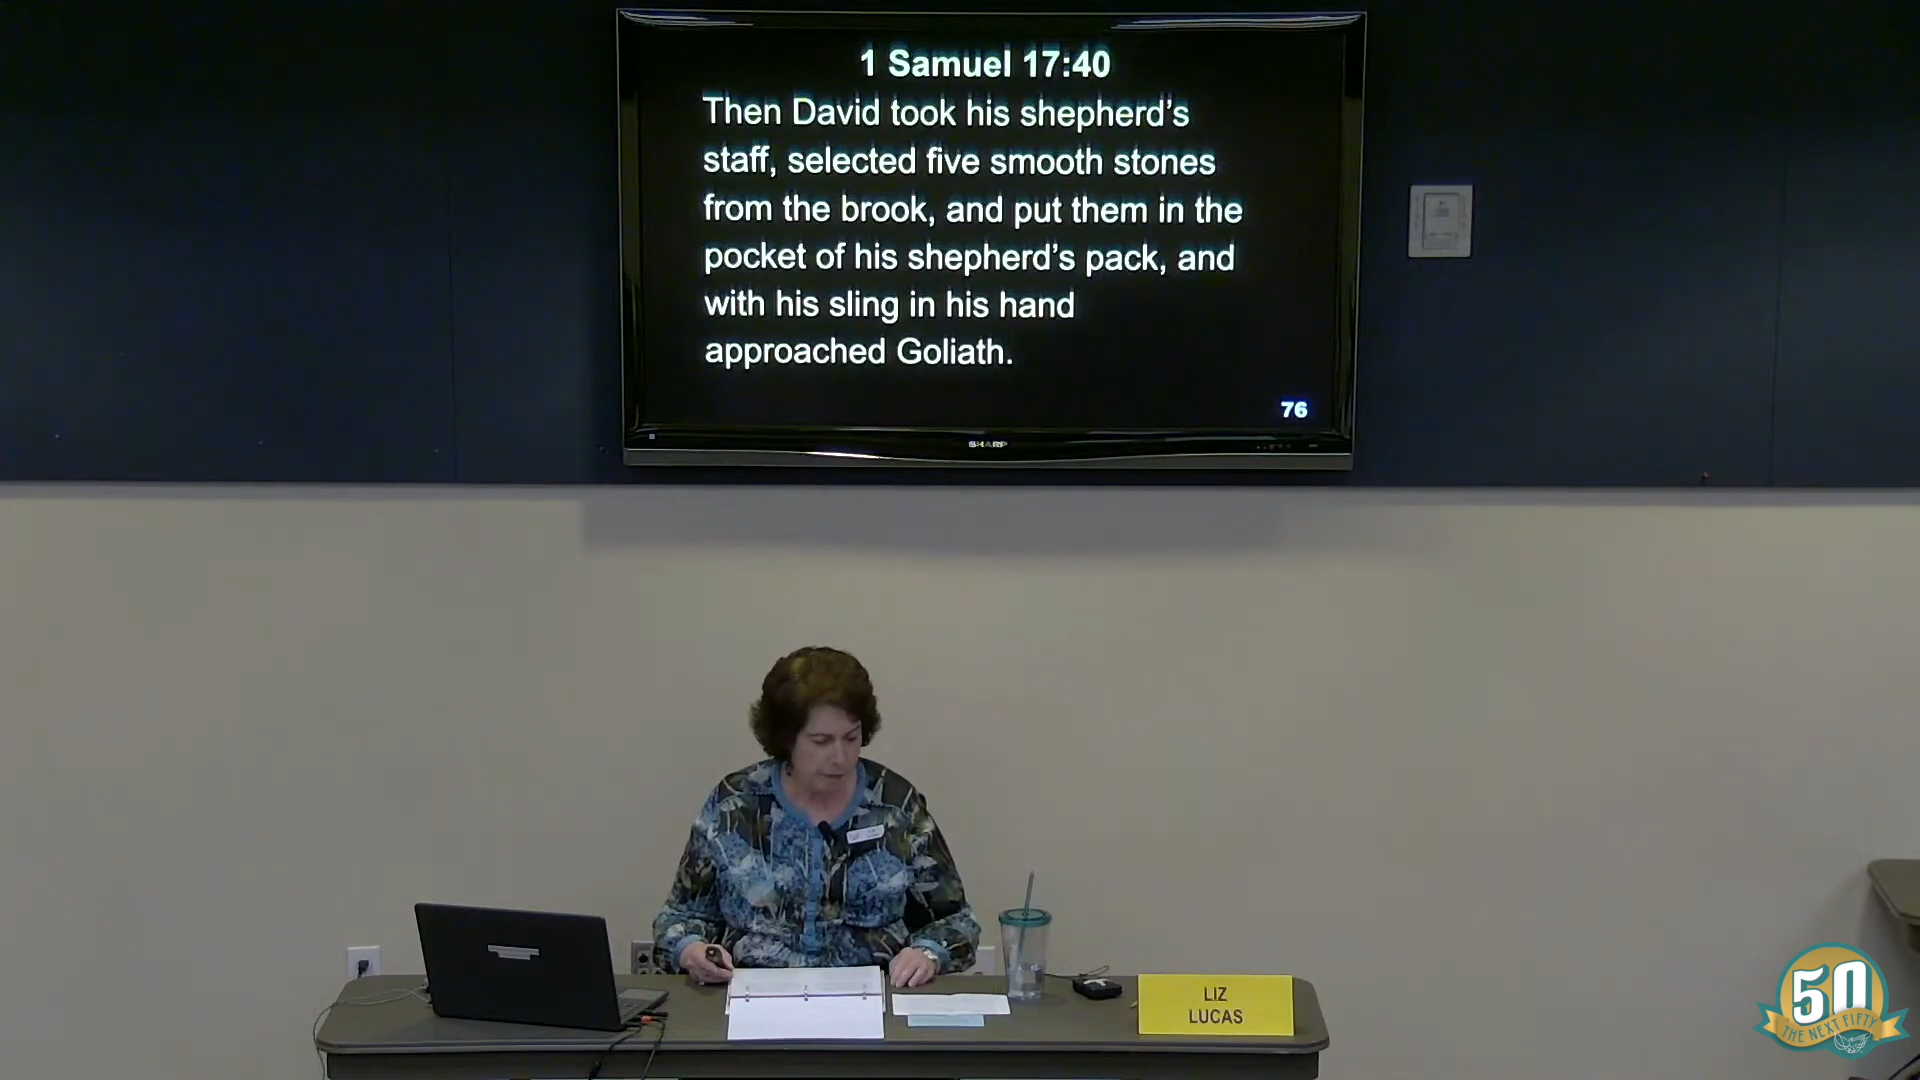 1 Samuel 17:40
Then David took his shepherd’s
staff, selected five smooth stones
from the brook, and put them in the
pocket of his shepherd’s pack, and
with his sling in his hand
approached Goliath.
76
SHARP
LIZ
LUCAS
50
THE NEXT FIFTY